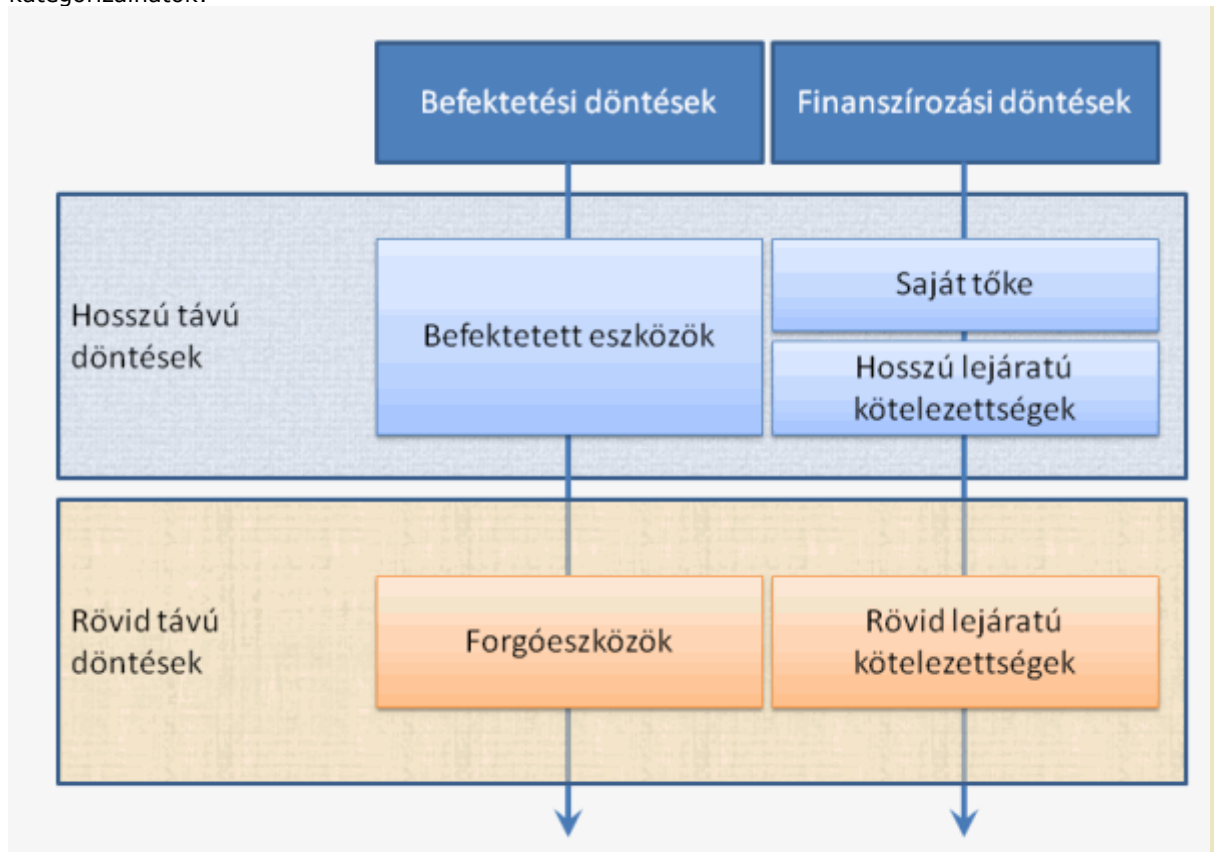 kategorizálhatók:
Befektetési döntések
Finanszírozási döntések
Hosszú távú
döntések
Befektetett eszközök
Saját tőke
Hosszú lejáratú
kötelezettségek
Rövid távú
döntések
Forgóeszközök
Rövid lejáratú
kötelezettségek